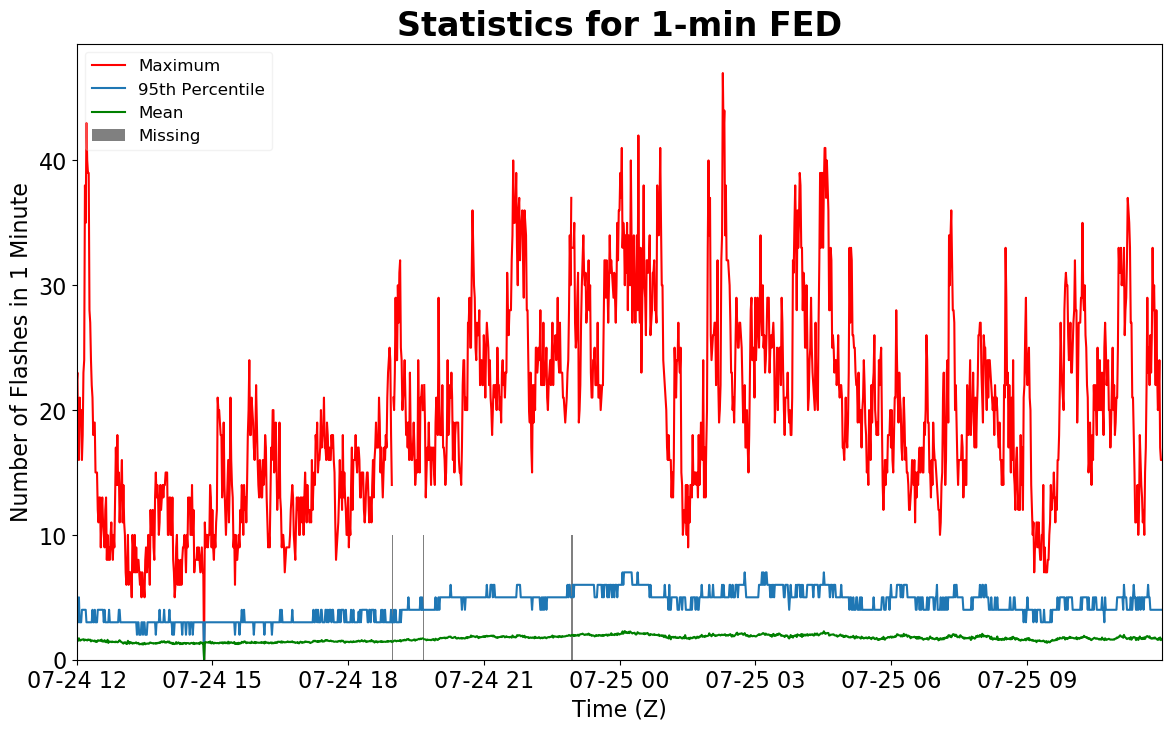 Statistics for 1-min FED
Maximum
95th Percentile
Mean
Missing
Number of Flashes in 1 Minute
40
30
20
10
0
07-24 12 07-24 15 07-24 18 07-24 21 07-25 00 07-25 03 07-25 06 07-25 09
Time (Z)